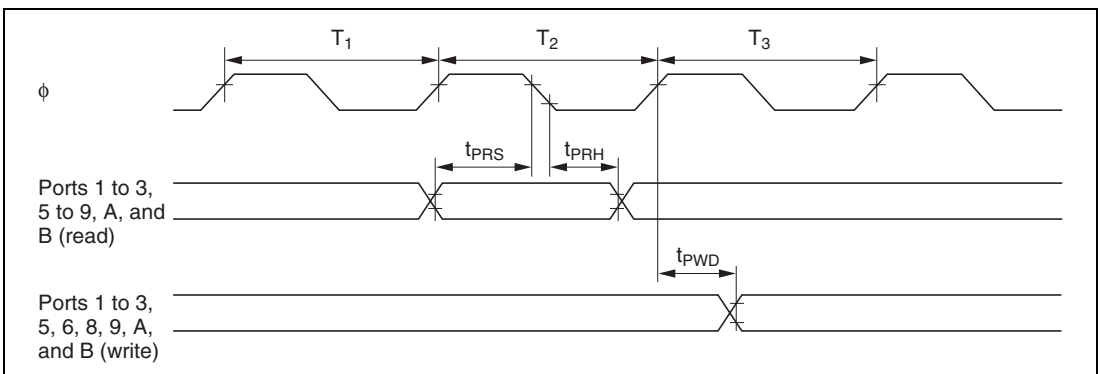 T1 T2 T3
ϕ
tPRS tPRH
Ports 1 to 3,
5 to 9, A, and
B (read)
tPWD
Ports 1 to 3,
5, 6, 8, 9, A,
and B (write)